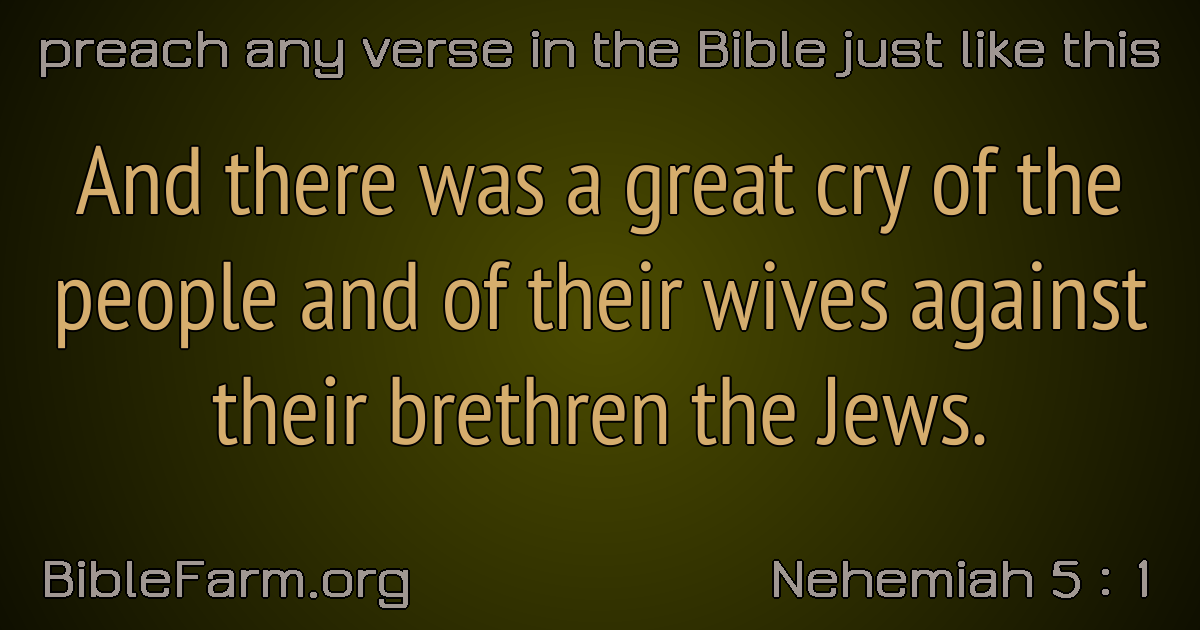 preach any verse in the Bible just like this
And there was a great cry of the
people and of their wives against
their brethren the Jews.
BibleFarm.org
Nehemiah 5 : 1